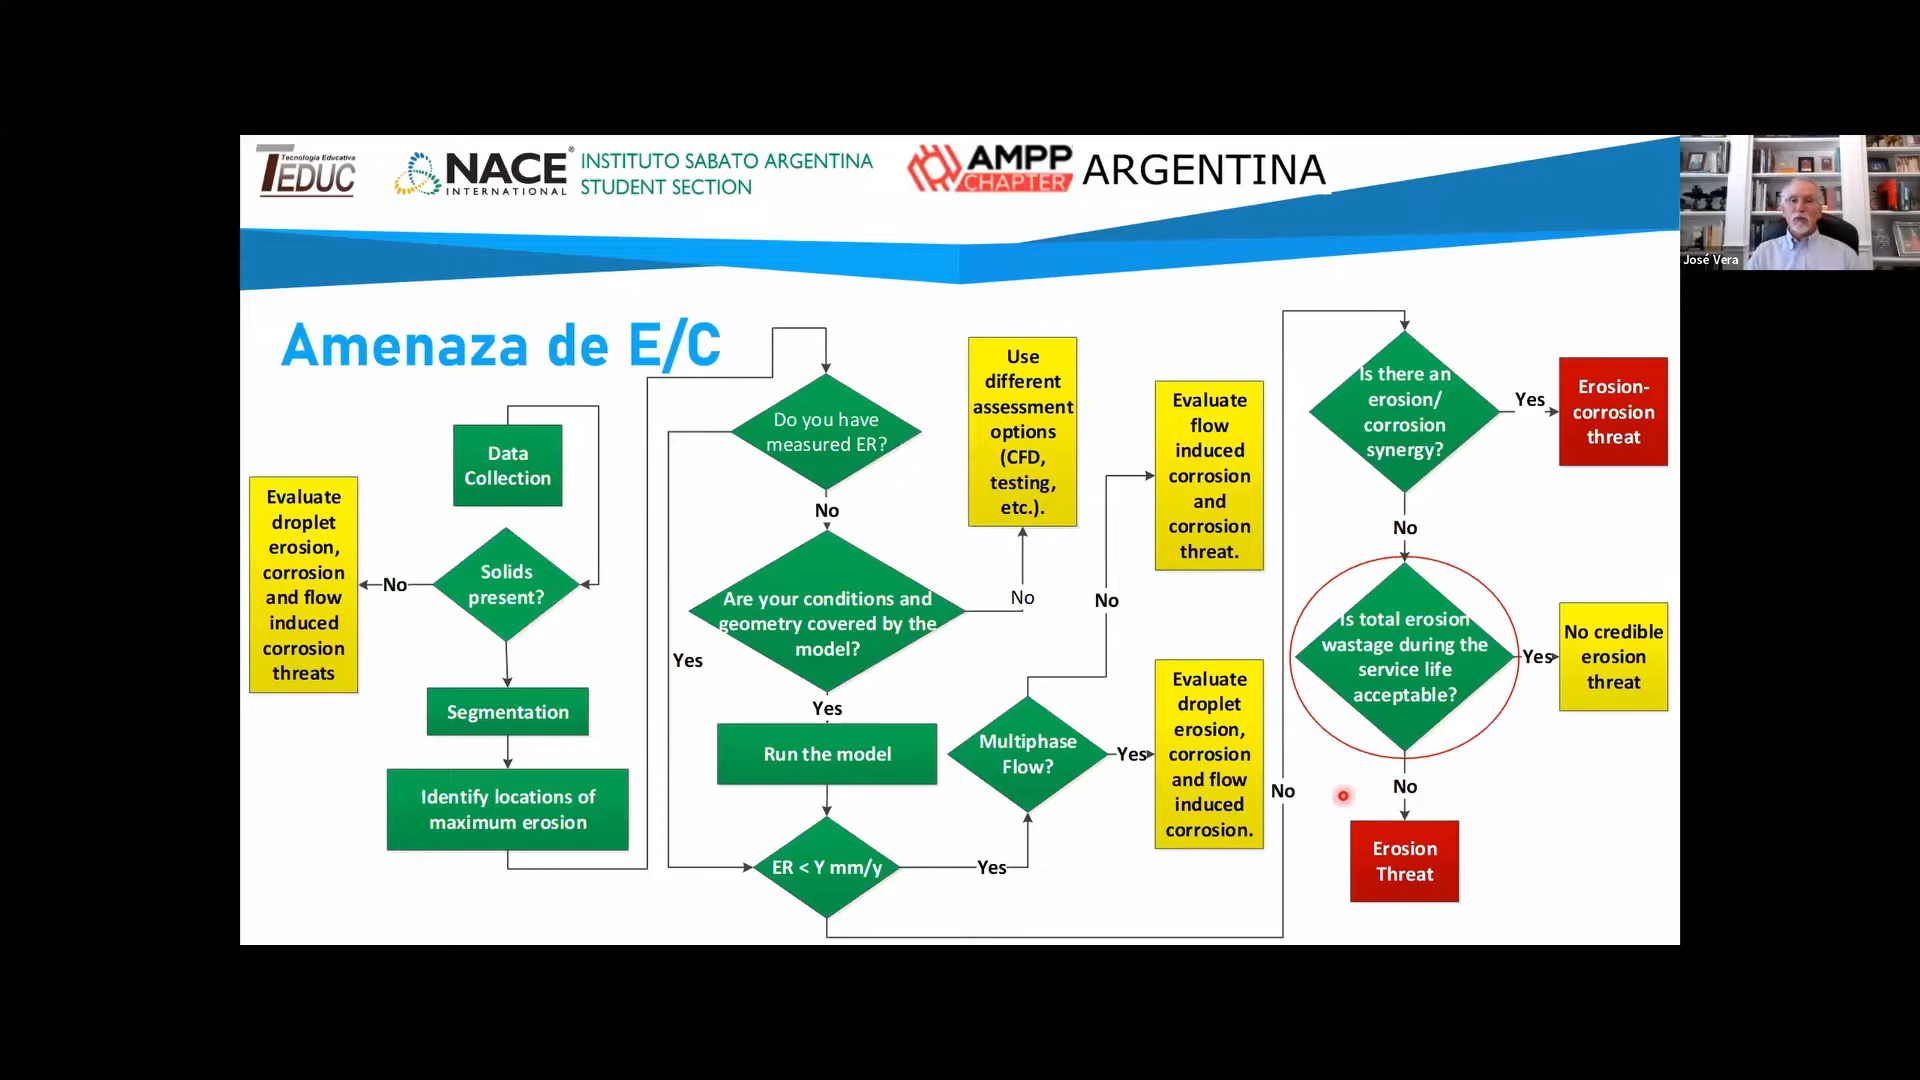 Tecnología Educativa
TEDUC
NACE®
INTERNATIONAL
INSTITUTO SABATO ARGENTINA
STUDENT SECTION
AMPP
CHAPTER
ARGENTINA
José Vera
Amenaza de E/C
Data
Collection
Evaluate
droplet
erosion,
corrosion
and flow
induced
corrosion
threats
No
Solids
present?
Segmentation
Identify locations of
maximum erosion
Do you have
measured ER?
No
Yes
Are your conditions and
geometry covered by the
model?
No
Use
different
assessment
options
(CFD,
testing,
etc.).
Yes
Run the model
ER < Y mm/y
Yes
Multiphase
Flow?
No
Evaluate
flow
induced
corrosion
and
corrosion
threat.
Yes
Evaluate
droplet
erosion,
corrosion
and flow
induced
corrosion.
No
Is there an
erosion/
corrosion
synergy?
Yes
Erosion-
corrosion
threat
No
Is total erosion
wastage during the
service life
acceptable?
Yes
No credible
erosion
threat
No
Erosion
Threat